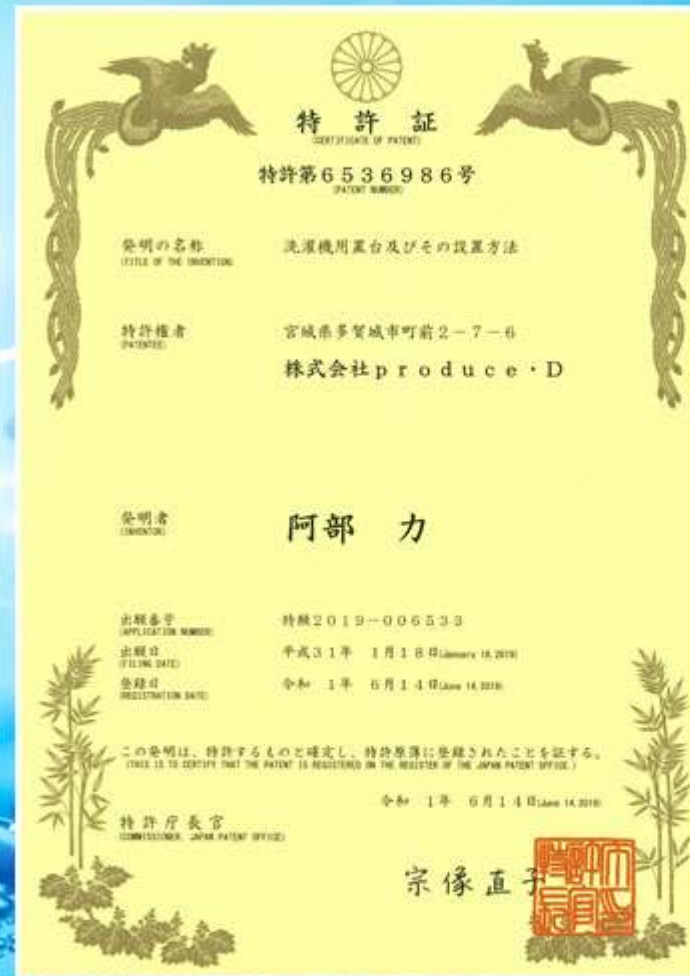 特許証
(CERTIFICATE OF PATENT)
特許第6536986号
(PATENT NUMBER)
発明の名称 洗濯機用置台及びその設置方法
(TITLE OF THE INVENTION)
特許権者 宮城県多賀城市町前2-7-6
(PATENTEE)
株式会社produce・D
発明者 阿部 力
(INVENTOR)
出願番号 特願2019-006533
(APPLICATION NUMBER)
出願日 平成31年 1月18日(January 18,2019)
(FILING DATE)
登録日 令和 1年 6月14日(June 14,2019)
(REGISTRATION DATE)
この発明は、特許するものと確定し、特許原簿に登録されたことを証する。
(THIS IS TO CERTIFY THAT THE PATENT IS REGISTERED ON THE REGISTER OF THE JAPAN PATENT OFFICE.)
令和 1年 6月14日(June 14,2019)
特許庁長官
(COMMISSIONER, JAPAN PATENT OFFICE)
宗像直子